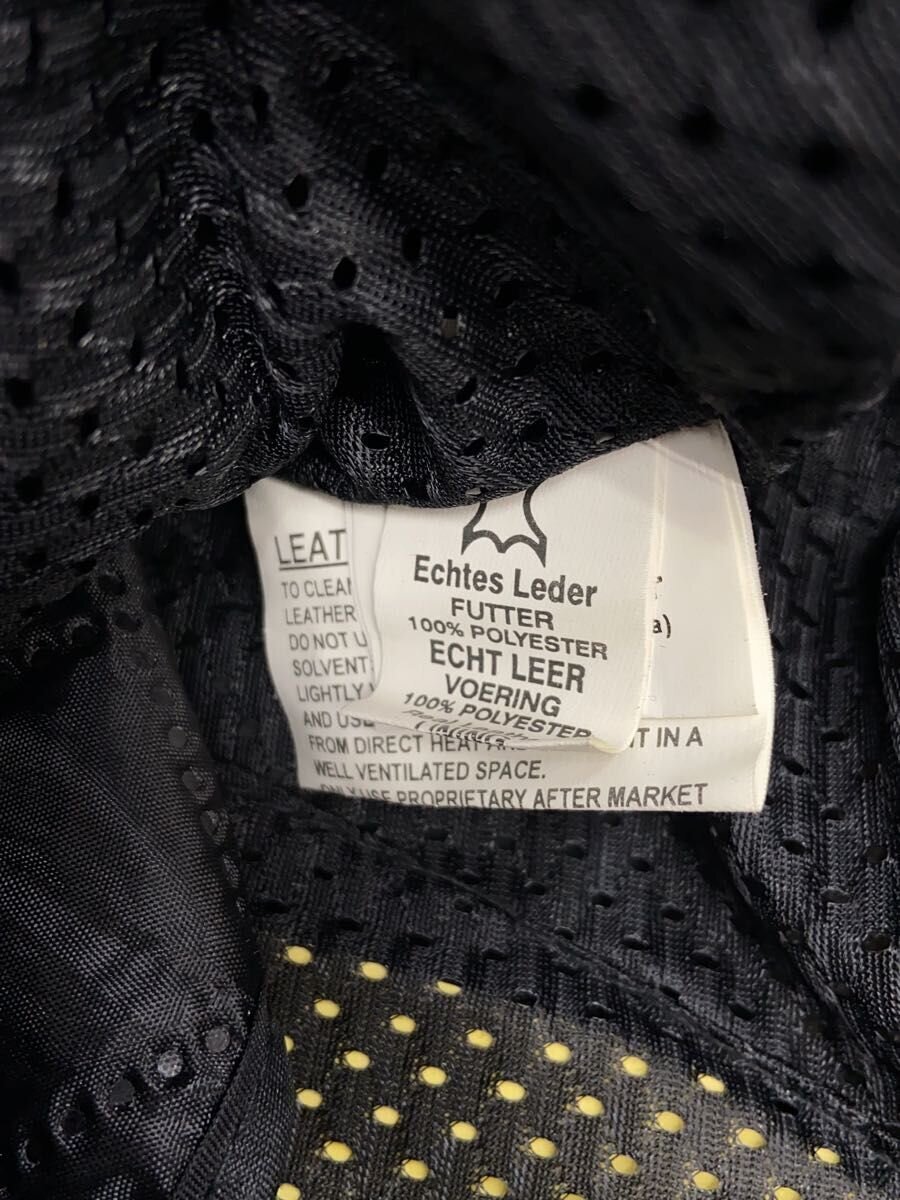 LEAT
TO CLEA
LEATHER
DO NOT U
SOLVENT
LIGHTLY
AND USE
FROM DIRECT HEAT
IT IN A
WELL VENTILATED SPACE.
ONLY USE PROPRIETARY AFTER MARKET
Echtes Leder
FUTTER
100% POLYESTER
ECHT LEER
VOERING
100% POLYESTER
a)